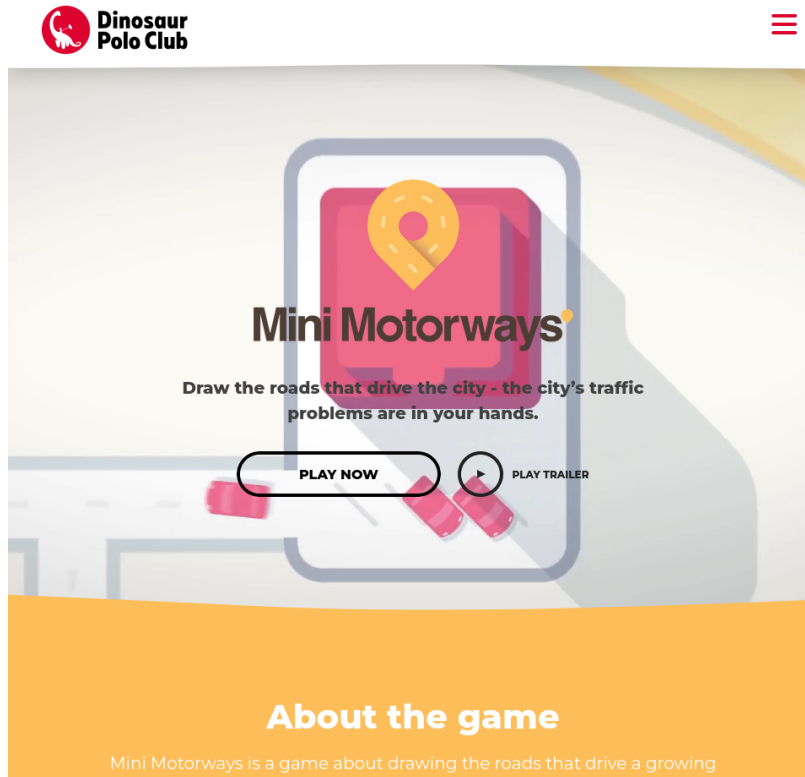 Dinosaur
Polo Club
Mini Motorways
Draw the roads that drive the city - the city’s traffic
problems are in your hands.
PLAY NOW
PLAY TRAILER
About the game
Mini Motorways is a game about drawing the roads that drive a growing